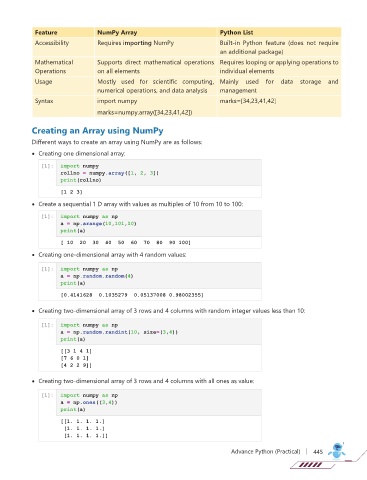 Feature NumPy Array Python List
Accessibility Requires importing NumPy Built-in Python feature (does not require
an additional package)
Mathematical Supports direct mathematical operations Requires looping or applying operations to
Operations on all elements individual elements
Usage Mostly used for scientific computing, Mainly used for data storage and
numerical operations, and data analysis management
Syntax import numpy marks=[34,23,41,42]
marks=numpy.array([34,23,41,42])
Creating an Array using NumPy
Different ways to create an array using NumPy are as follows:
• Creating one dimensional array:
[1]: import numpy
rollno = numpy.array([1, 2, 3])
print(rollno)
[1 2 3]
• Create a sequential 1 D array with values as multiples of 10 from 10 to 100:
[1]: import numpy as np
a = np.arange(10,101,10)
print(a)
[ 10 20 30 40 50 60 70 80 90 100]
• Creating one-dimensional array with 4 random values:
[1]: import numpy as np
a = np.random.random(4)
print(a)
[0.4141628 0.1035279 0.05137008 0.98002355]
• Creating two-dimensional array of 3 rows and 4 columns with random integer values less than 10:
[1]: import numpy as np
a = np.random.randint(10, size=(3,4))
print(a)
[[3 1 4 1]
[7 6 0 1]
[4 2 2 9]]
• Creating two-dimensional array of 3 rows and 4 columns with all ones as value:
[1]: import numpy as np
a = np.ones((3,4))
print(a)
[[1. 1. 1. 1.]
[1. 1. 1. 1.]
[1. 1. 1. 1.]]
Advance Python (Practical) 445